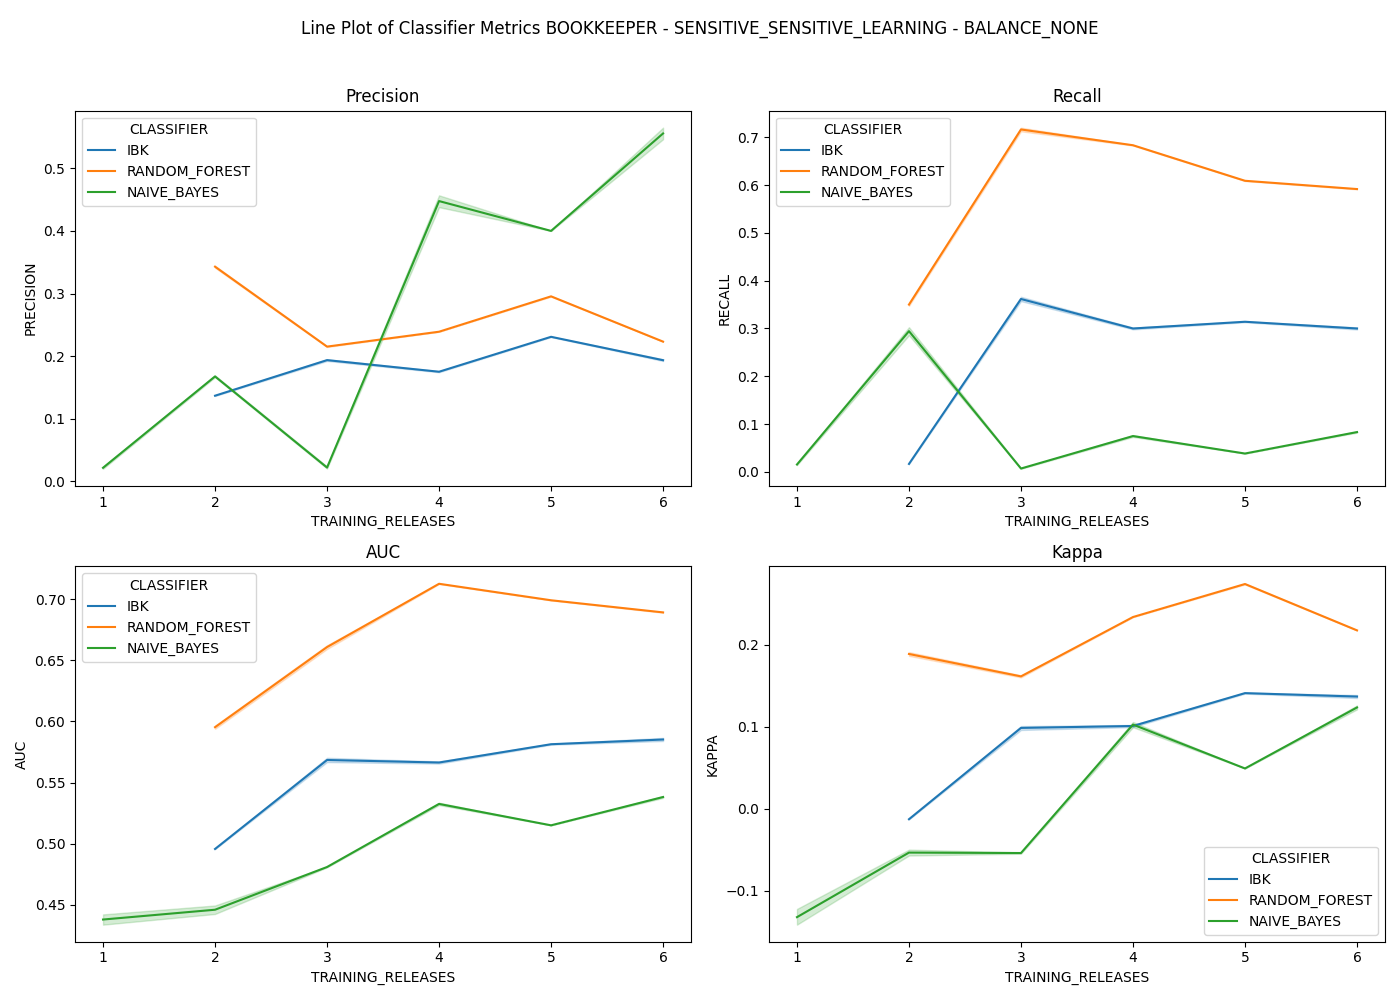 Line Plot of Classifier Metrics BOOKKEEPER - SENSITIVE_SENSITIVE_LEARNING - BALANCE_NONE
Precision
CLASSIFIER
IBK
RANDOM_FOREST
NAIVE_BAYES
PRECISION
0.5
0.4
0.3
0.2
0.1
0.0
1 2 3 4 5 6
TRAINING_RELEASES
Recall
CLASSIFIER
IBK
RANDOM_FOREST
NAIVE_BAYES
RECALL
0.7
0.6
0.5
0.4
0.3
0.2
0.1
0.0
1 2 3 4 5 6
TRAINING_RELEASES
AUC
CLASSIFIER
IBK
RANDOM_FOREST
NAIVE_BAYES
AUC
0.70
0.65
0.60
0.55
0.50
0.45
1 2 3 4 5 6
TRAINING_RELEASES
Kappa
KAPPA
0.2
0.1
0.0
−0.1
CLASSIFIER
IBK
RANDOM_FOREST
NAIVE_BAYES
1 2 3 4 5 6
TRAINING_RELEASES